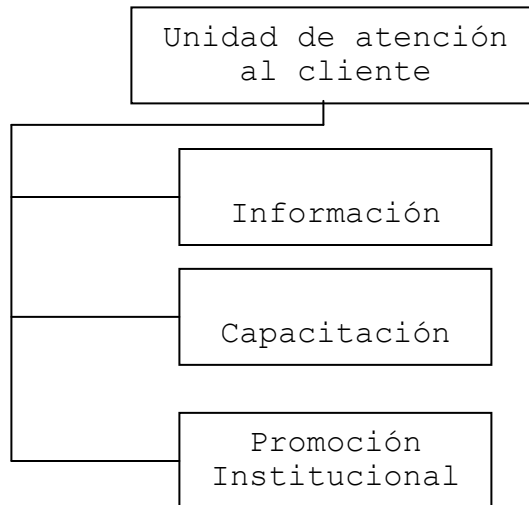 Unidad de atención
al cliente
Información
Capacitación
Promoción
Institucional